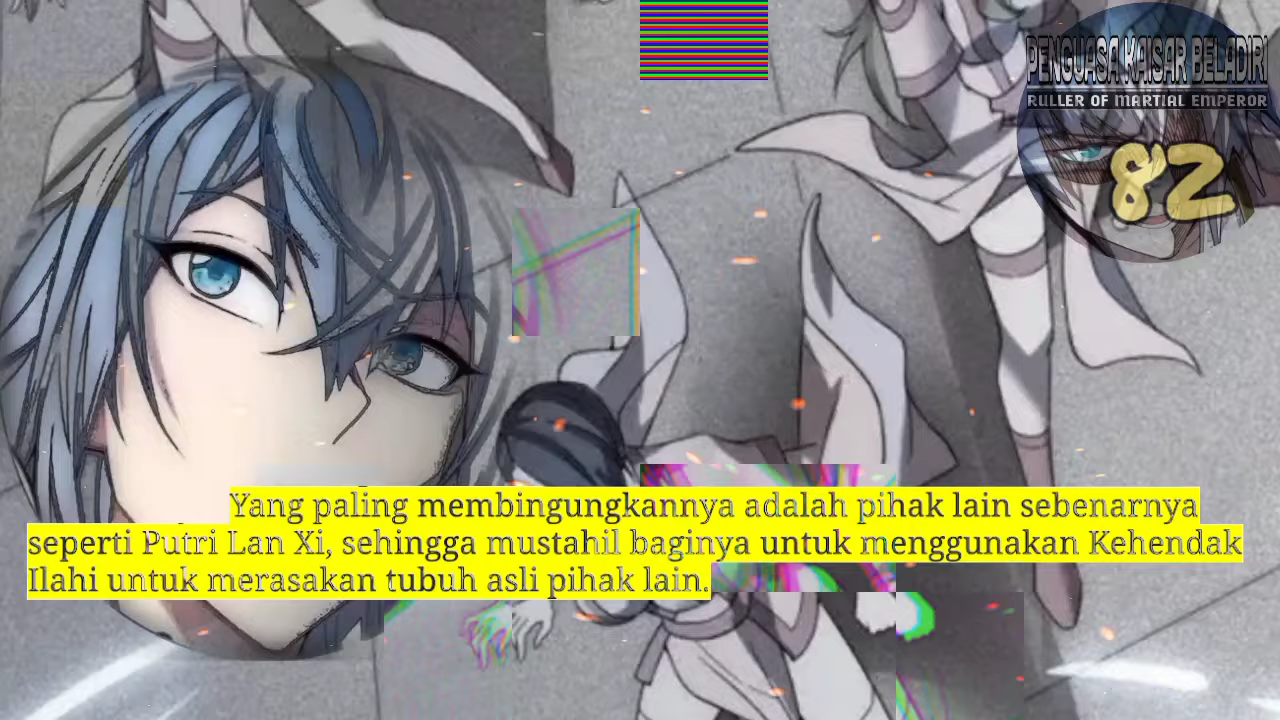 PENGUASA KAISAR BELADIRI
RULLER OF MARTIAL EMPEROR
82
Yang paling membingungkannya adalah pihak lain sebenarnya
seperti Putri Lan Xi, sehingga mustahil baginya untuk menggunakan Kehendak
Ilahi untuk merasakan tubuh asli pihak lain.